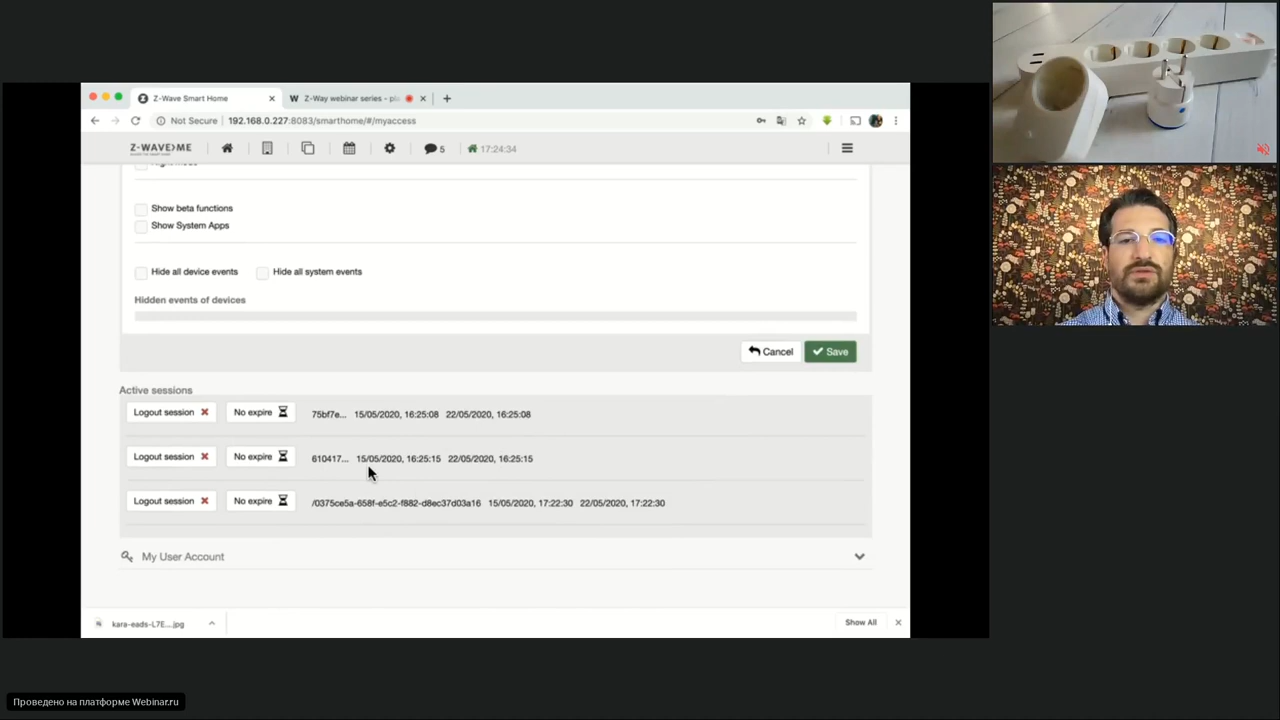 Z-Wave Smart Home
Z-Way webinar series - pla
Not Secure
192.168.0.227:8083/smarthome/#/myaccess
Z-WAVE>ME
5
17:24:34
Show beta functions
Show System Apps
Hide all device events
Hide all system events
Hidden events of devices
Cancel
Save
Active sessions
Logout session No expire 75bf7e... 15/05/2020, 16:25:08 22/05/2020, 16:25:08
Logout session No expire 610417... 15/05/2020, 16:25:15 22/05/2020, 16:25:15
Logout session No expire /0375ce5a-658f-e5c2-f882-d8ec37d03a16 15/05/2020, 17:22:30 22/05/2020, 17:22:30
My User Account
kara-eads-L7E....jpg
Show All
Проведено на платформе Webinar.ru